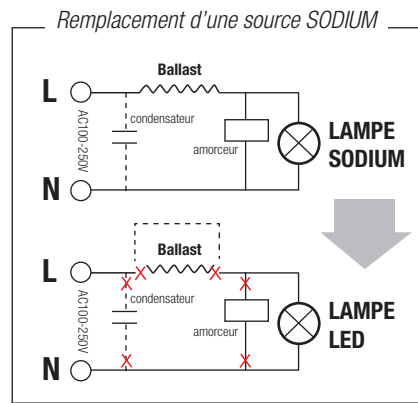 Remplacement d'une source SODIUM
Ballast
L
AC100-250V
condensateur
amorceur
LAMPE
SODIUM
N
Ballast
L
AC100-250V
condensateur
amorceur
LAMPE
LED
N